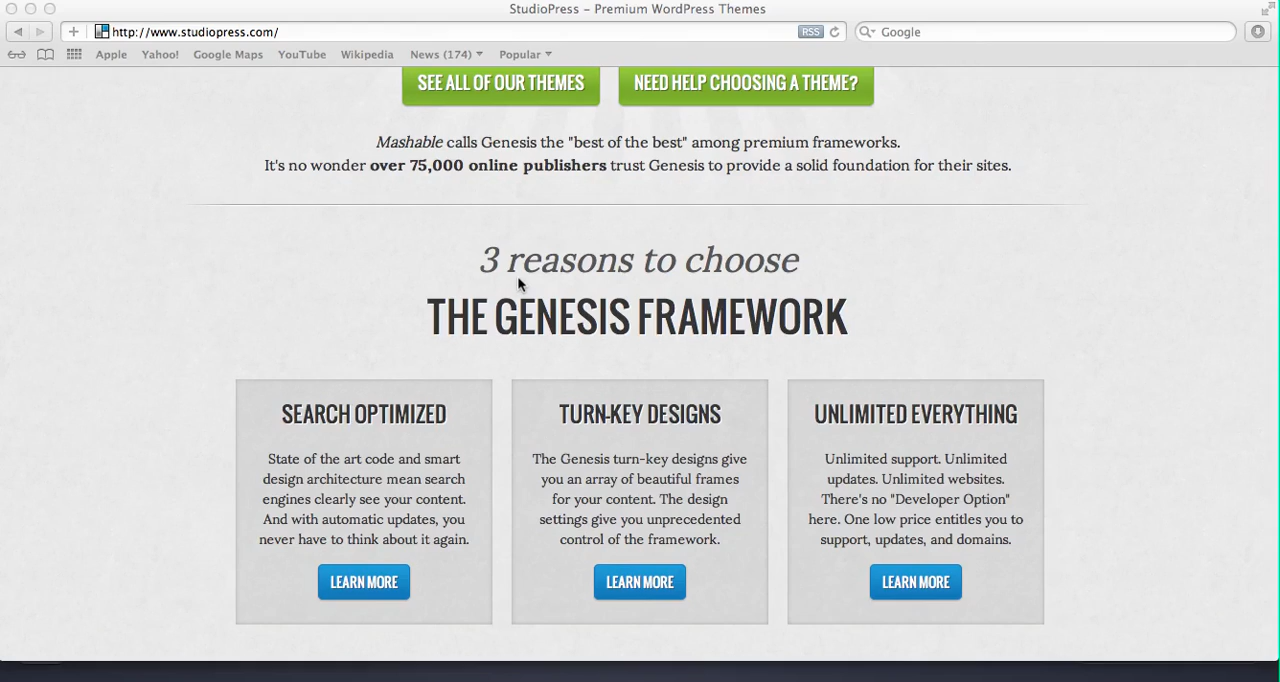 StudioPress – Premium WordPress Themes
http://www.studiopress.com/
RSS
Google
Apple Yahoo! Google Maps YouTube Wikipedia News (174) Popular
SEE ALL OF OUR THEMES
NEED HELP CHOOSING A THEME?
Mashable calls Genesis the "best of the best" among premium frameworks.
It's no wonder over 75,000 online publishers trust Genesis to provide a solid foundation for their sites.
3 reasons to choose
THE GENESIS FRAMEWORK
SEARCH OPTIMIZED
State of the art code and smart
design architecture mean search
engines clearly see your content.
And with automatic updates, you
never have to think about it again.
LEARN MORE
TURN-KEY DESIGNS
The Genesis turn-key designs give
you an array of beautiful frames
for your content. The design
settings give you unprecedented
control of the framework.
LEARN MORE
UNLIMITED EVERYTHING
Unlimited support. Unlimited
updates. Unlimited websites.
There's no "Developer Option"
here. One low price entitles you to
support, updates, and domains.
LEARN MORE